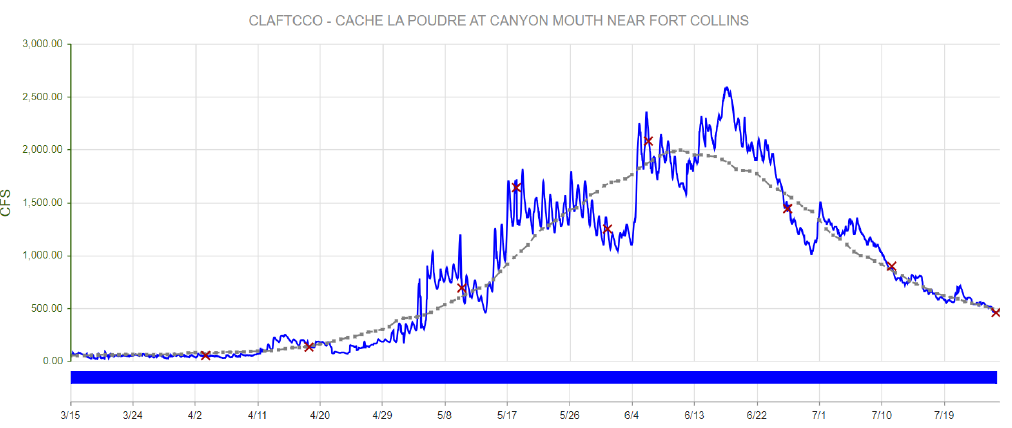 CLAFTCCO - CACHE LA POUDRE AT CANYON MOUTH NEAR FORT COLLINS
3,000.00
2,500.00
2,000.00
1,500.00
1,000.00
500.00
0.00
CFS
3/15 3/24 4/2 4/11 4/20 4/29 5/8 5/17 5/26 6/4 6/13 6/22 7/1 7/10 7/19